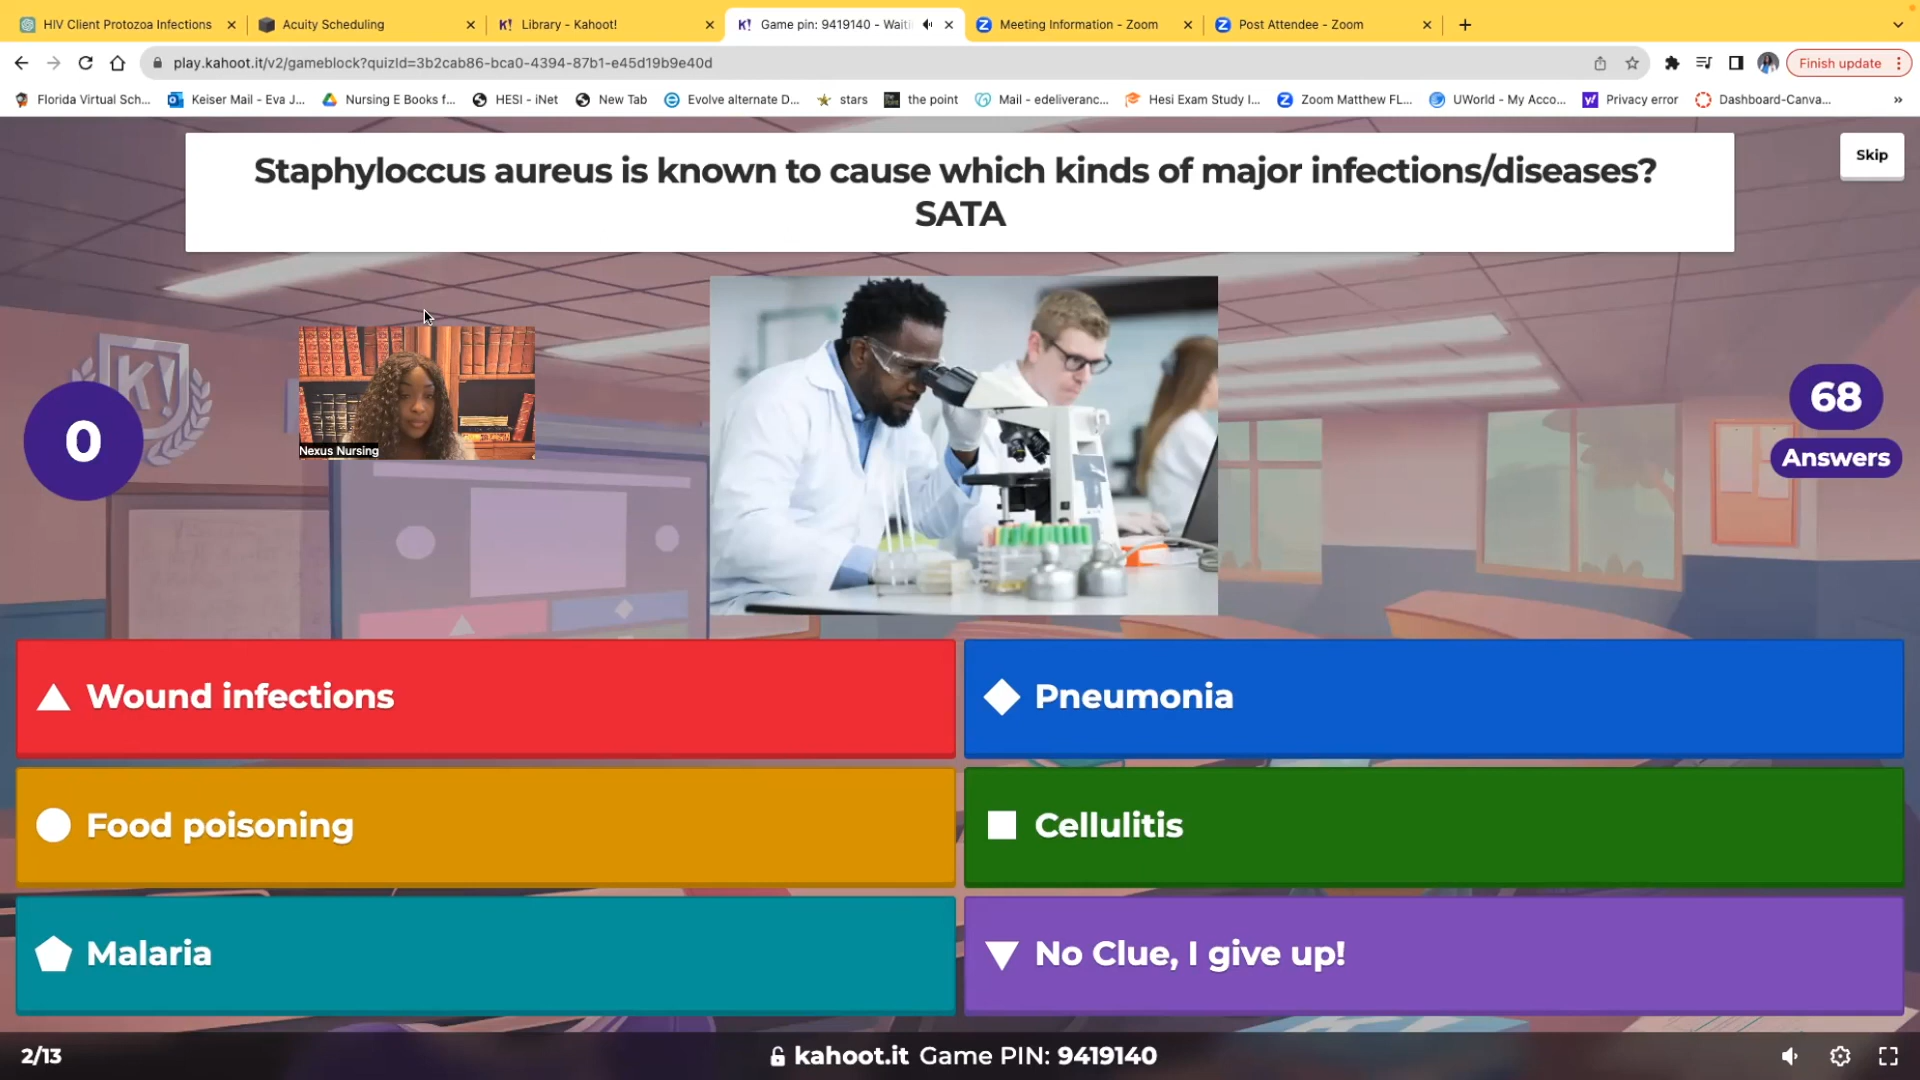 HIV Client Protozoa Infections
Acuity Scheduling
K! Library - Kahoot!
K! Game pin: 9419140 - Waiti
Meeting Information - Zoom
Post Attendee - Zoom
play.kahoot.it/v2/gameblock?quizId=3b2cab86-bca0-4394-87b1-e45d19b9e40d
Finish update
Florida Virtual Sch...
Keiser Mail - Eva J...
Nursing E Books f...
HESI - iNet
New Tab
Evolve alternate D...
stars
the point
Mail - edeliveranc...
Hesi Exam Study I...
Zoom Matthew FL...
UWorld - My Acco...
Privacy error
Dashboard-Canva...
Staphyloccus aureus is known to cause which kinds of major infections/diseases?
SATA
Skip
K!
0
Nexus Nursing
68
Answers
Wound infections
Pneumonia
Food poisoning
Cellulitis
Malaria
No Clue, I give up!
2/13
kahoot.it Game PIN: 9419140